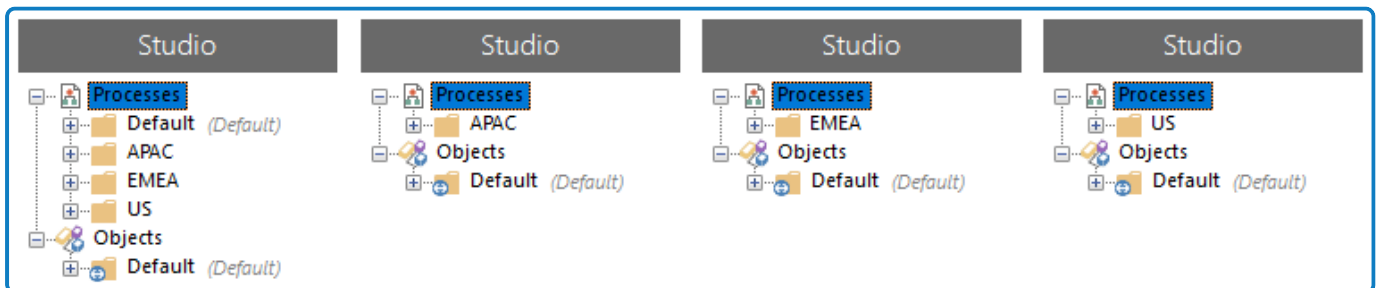 Studio
Processes
Default (Default)
APAC
EMEA
US
Objects
Default (Default)
Studio
Processes
APAC
Objects
Default (Default)
Studio
Processes
EMEA
Objects
Default (Default)
Studio
Processes
US
Objects
Default (Default)